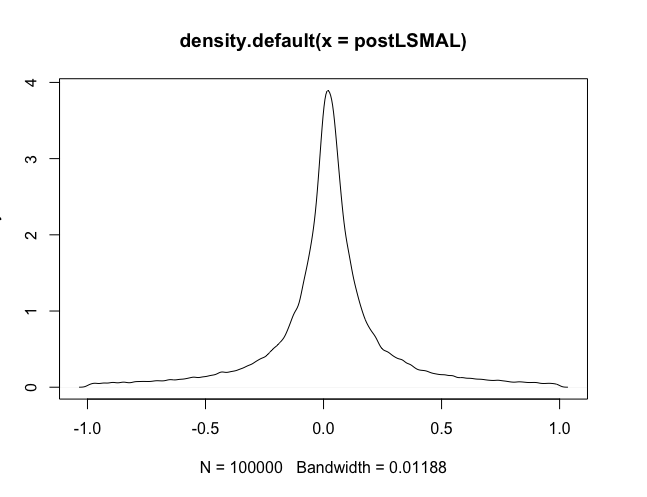 density.default(x = postLSMAL)
4
3
2
1
0
-1.0 -0.5 0.0 0.5 1.0
N = 100000 Bandwidth = 0.01188